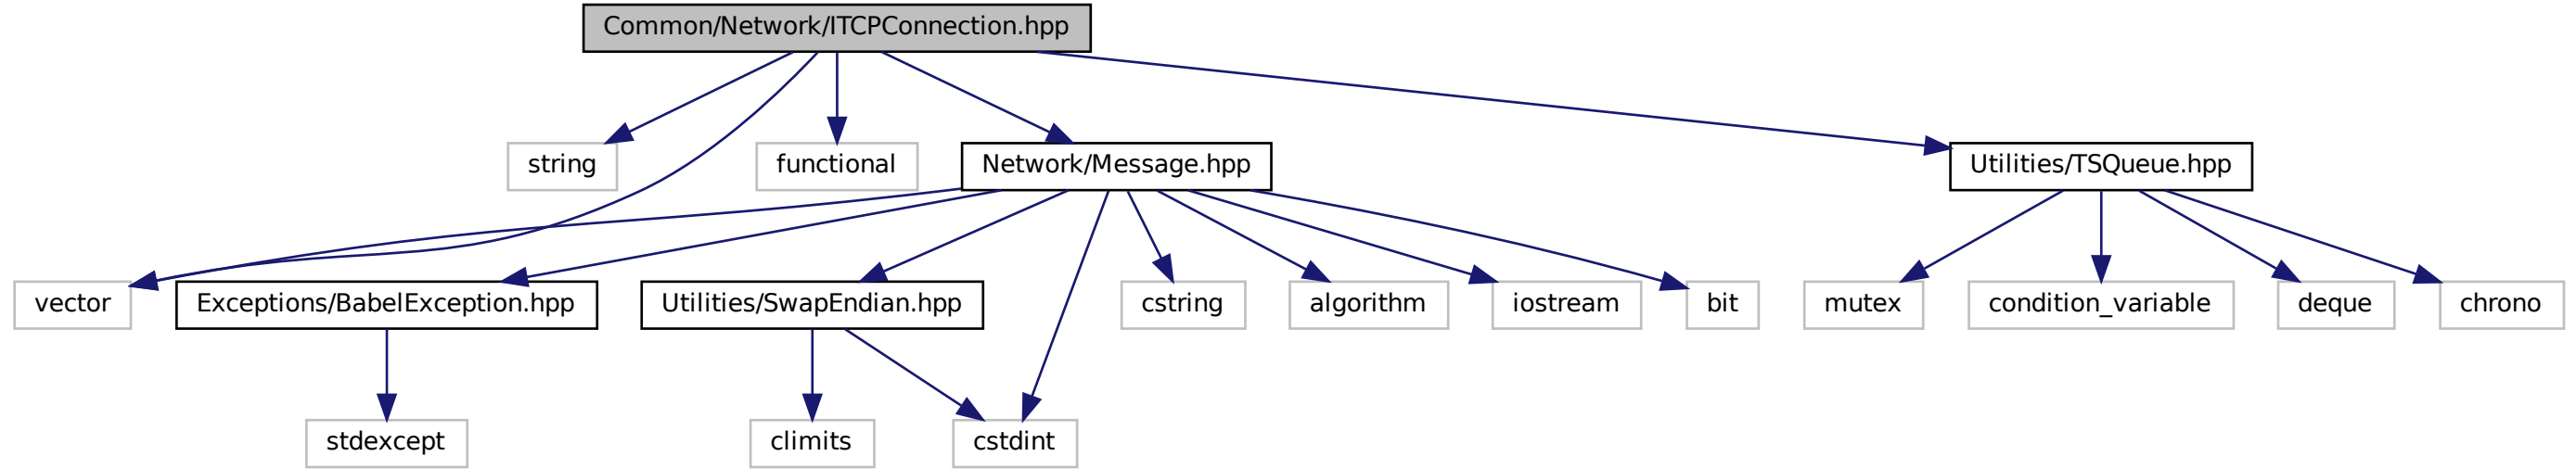 Common/Network/ITCPConnection.hpp
string
functional
Network/Message.hpp
Utilities/TSQueue.hpp
vector
Exceptions/BabelException.hpp
Utilities/SwapEndian.hpp
cstring
algorithm
iostream
bit
mutex
condition_variable
deque
chrono
stdexcept
climits
cstdint